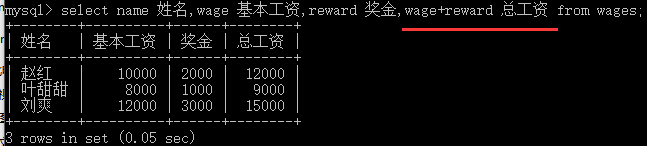 mysql> select name 姓名,wage 基本工资,reward 奖金,wage+reward 总工资 from wages;
+--------+----------+------+--------+
| 姓名 | 基本工资 | 奖金 | 总工资 |
+--------+----------+------+--------+
| 赵红 | 10000 | 2000 | 12000 |
| 叶甜甜 | 8000 | 1000 | 9000 |
| 刘爽 | 12000 | 3000 | 15000 |
+--------+----------+------+--------+
3 rows in set (0.05 sec)